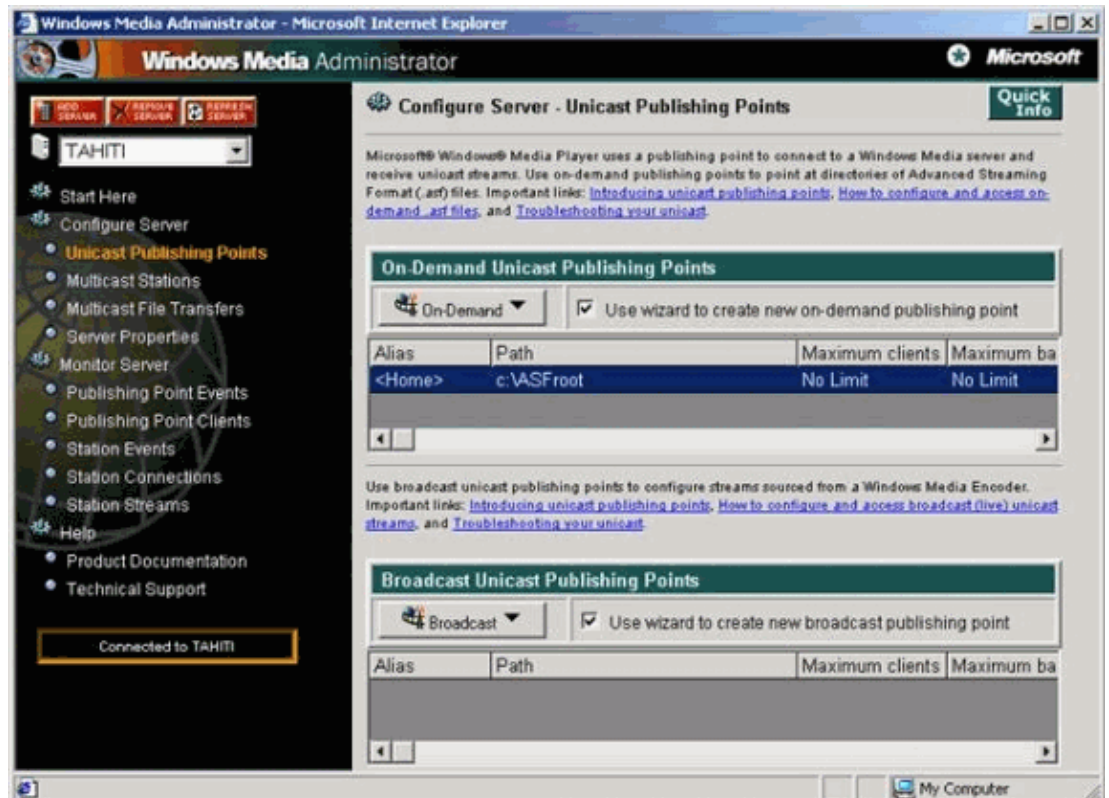 Windows Media Administrator - Microsoft Internet Explorer
Windows Media Administrator
Microsoft
ADD SERVER
REMOVE SERVER
REFRESH SERVER
TAHITI
Start Here
Configure Server
Unicast Publishing Points
Multicast Stations
Multicast File Transfers
Server Properties
Monitor Server
Publishing Point Events
Publishing Point Clients
Station Events
Station Connections
Station Streams
Help
Product Documentation
Technical Support
Connected to TAHITI
Configure Server - Unicast Publishing Points
Quick Info
Microsoft® Windows® Media Player uses a publishing point to connect to a Windows Media server and
receive unicast streams. Use on-demand publishing points to point at directories of Advanced Streaming
Format (.asf) files. Important links: Introducing unicast publishing points, How to configure and access on-
demand .asf files, and Troubleshooting your unicast.
On-Demand Unicast Publishing Points
On-Demand
Use wizard to create new on-demand publishing point
Alias Path Maximum clients Maximum ba
<Home> c:\ASFroot No Limit No Limit
Use broadcast unicast publishing points to configure streams sourced from a Windows Media Encoder.
Important links: Introducing unicast publishing points, How to configure and access broadcast (live) unicast
streams, and Troubleshooting your unicast.
Broadcast Unicast Publishing Points
Broadcast
Use wizard to create new broadcast publishing point
Alias Path Maximum clients Maximum ba
My Computer